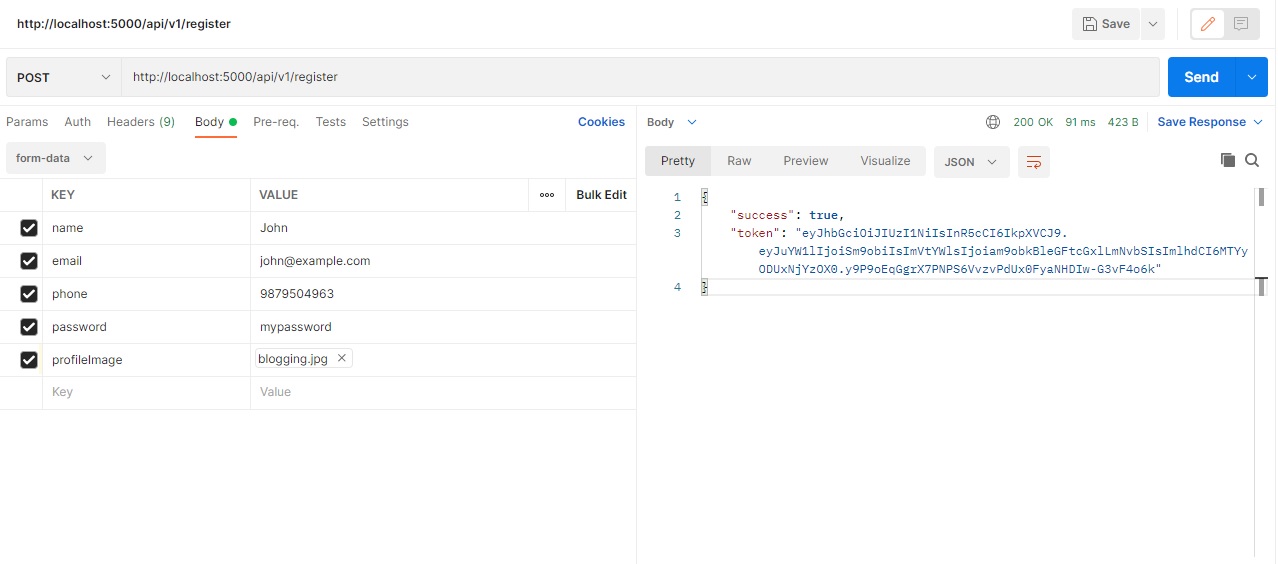 http://localhost:5000/api/v1/register
Save
POST
http://localhost:5000/api/v1/register
Send
Params Auth Headers (9) Body Pre-req. Tests Settings Cookies
Body 200 OK 91 ms 423 B Save Response
form-data
Pretty Raw Preview Visualize JSON
KEY VALUE Bulk Edit
name John
email john@example.com
phone 9879504963
password mypassword
profileImage blogging.jpg
Key Value
1 {
2 "success": true,
3 "token": "eyJhbGciOiJIUzI1NiIsInR5cCI6IkpXVCJ9.
eyJuYW1lIjoiSm9obiIsImVtYWlsIjoiam9obkBleGFtcGxlLmNvbSIsImlhdCI6MTYy
ODUxNjYzOX0.y9P9oEqGgrX7PNPS6VvzvPdUx0FyaNHDIw-G3vF4o6k"
4 }